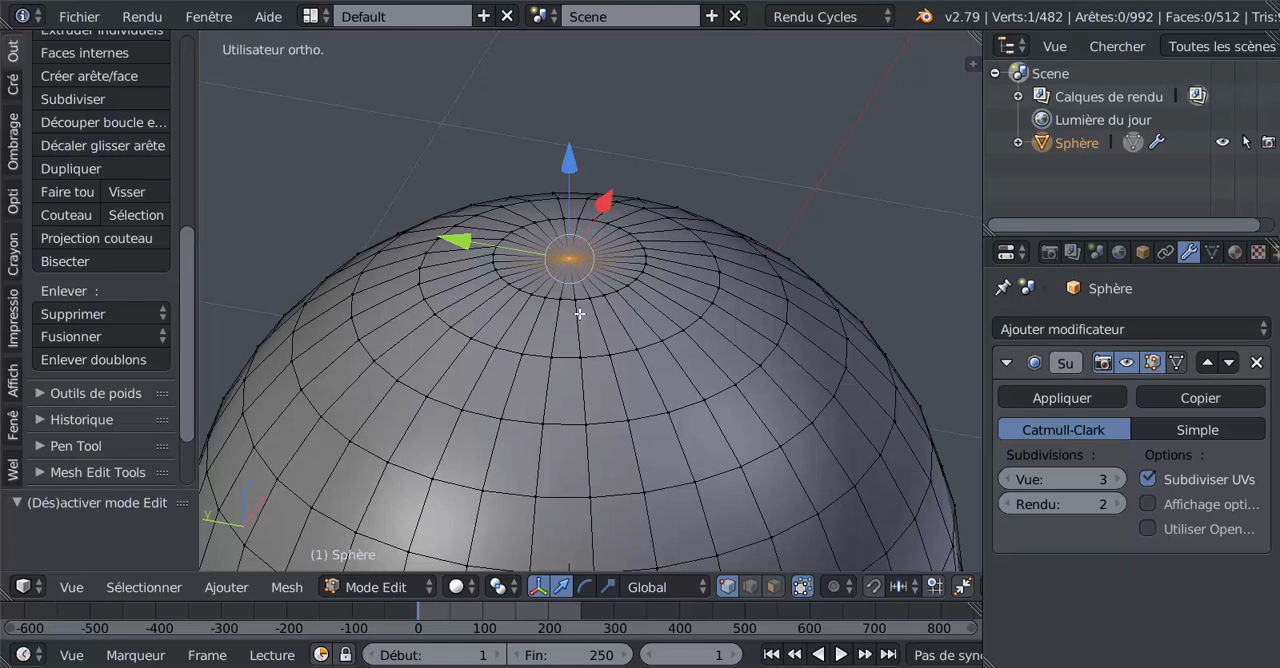 Fichier Rendu Fenêtre Aide Default Scene Rendu Cycles v2.79 | Verts:1/482 | Arêtes:0/992 | Faces:0/512 | Tris:
Utilisateur ortho.
Out
Cré
Ombrage
Opti
Crayon
Impressio
Affich
Fenê
Wel
Extruder individuels
Faces internes
Créer arête/face
Subdiviser
Découper boucle e...
Décaler glisser arête
Dupliquer
Faire tou Visser
Couteau Sélection
Projection couteau
Bisecter
Enlever :
Supprimer
Fusionner
Enlever doublons
Outils de poids
Historique
Pen Tool
Mesh Edit Tools
(Dés)activer mode Edit
y
(1) Sphère
Vue Chercher Toutes les scènes
Scene
Calques de rendu
Lumière du jour
Sphère
Sphère
Ajouter modificateur
Su
Appliquer Copier
Catmull-Clark Simple
Subdivisions : Options :
Vue: 3 Subdiviser UVs
Rendu: 2 Affichage opti...
Utiliser Open...
Vue Sélectionner Ajouter Mesh Mode Edit Global
-600 -500 -400 -300 -200 -100 0 100 200 300 400 500 600 700 800
Vue Marqueur Frame Lecture Début: 1 Fin: 250 1 Pas de syn